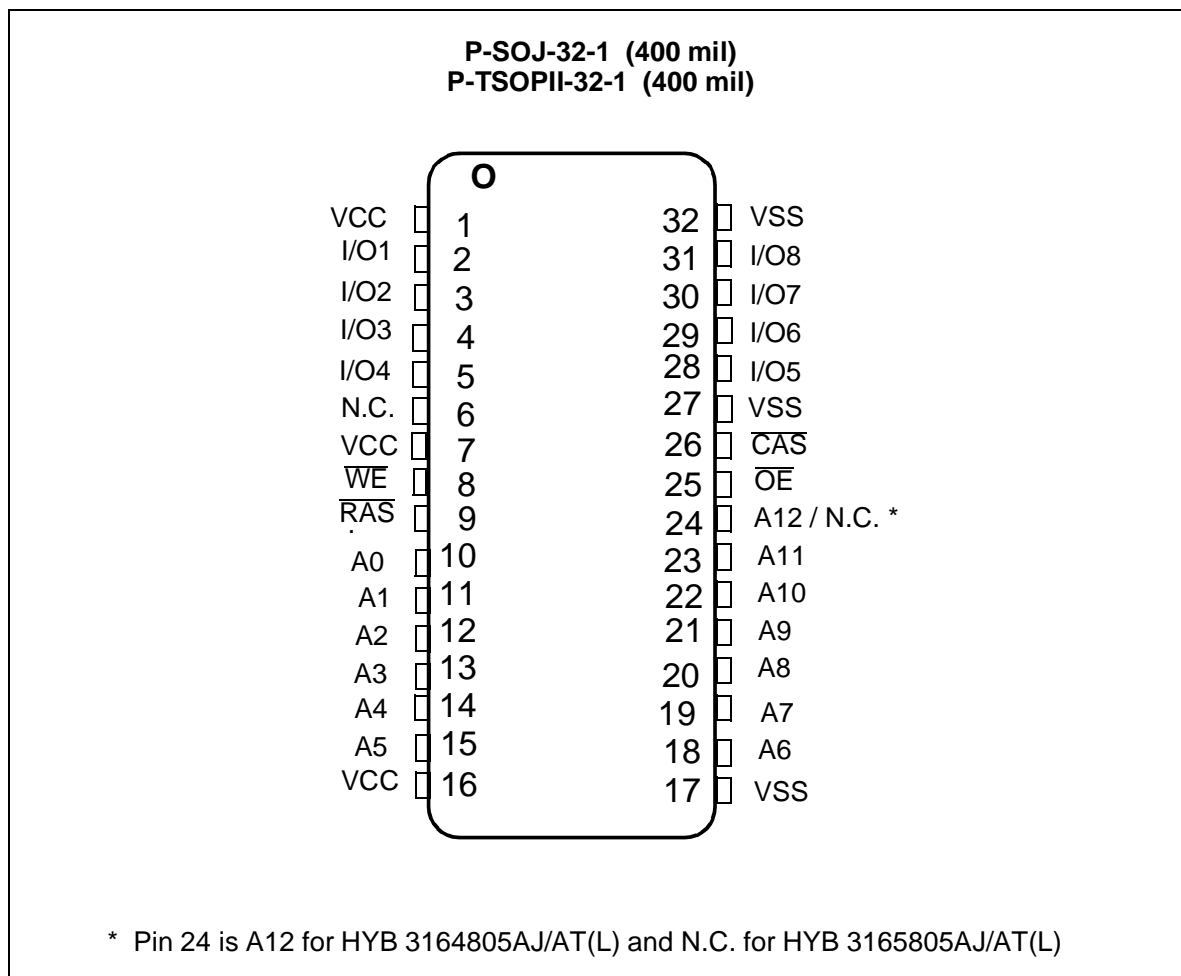 P-SOJ-32-1 (400 mil)
P-TSOPII-32-1 (400 mil)
O
VCC 1 32 VSS
I/O1 2 31 I/O8
I/O2 3 30 I/O7
I/O3 4 29 I/O6
I/O4 5 28 I/O5
N.C. 6 27 VSS
VCC 7 26 C̅A̅S̅
W̅E̅ 8 25 O̅E̅
R̅A̅S̅ 9 24 A12 / N.C. *
A0 10 23 A11
A1 11 22 A10
A2 12 21 A9
A3 13 20 A8
A4 14 19 A7
A5 15 18 A6
VCC 16 17 VSS
* Pin 24 is A12 for HYB 3164805AJ/AT(L) and N.C. for HYB 3165805AJ/AT(L)